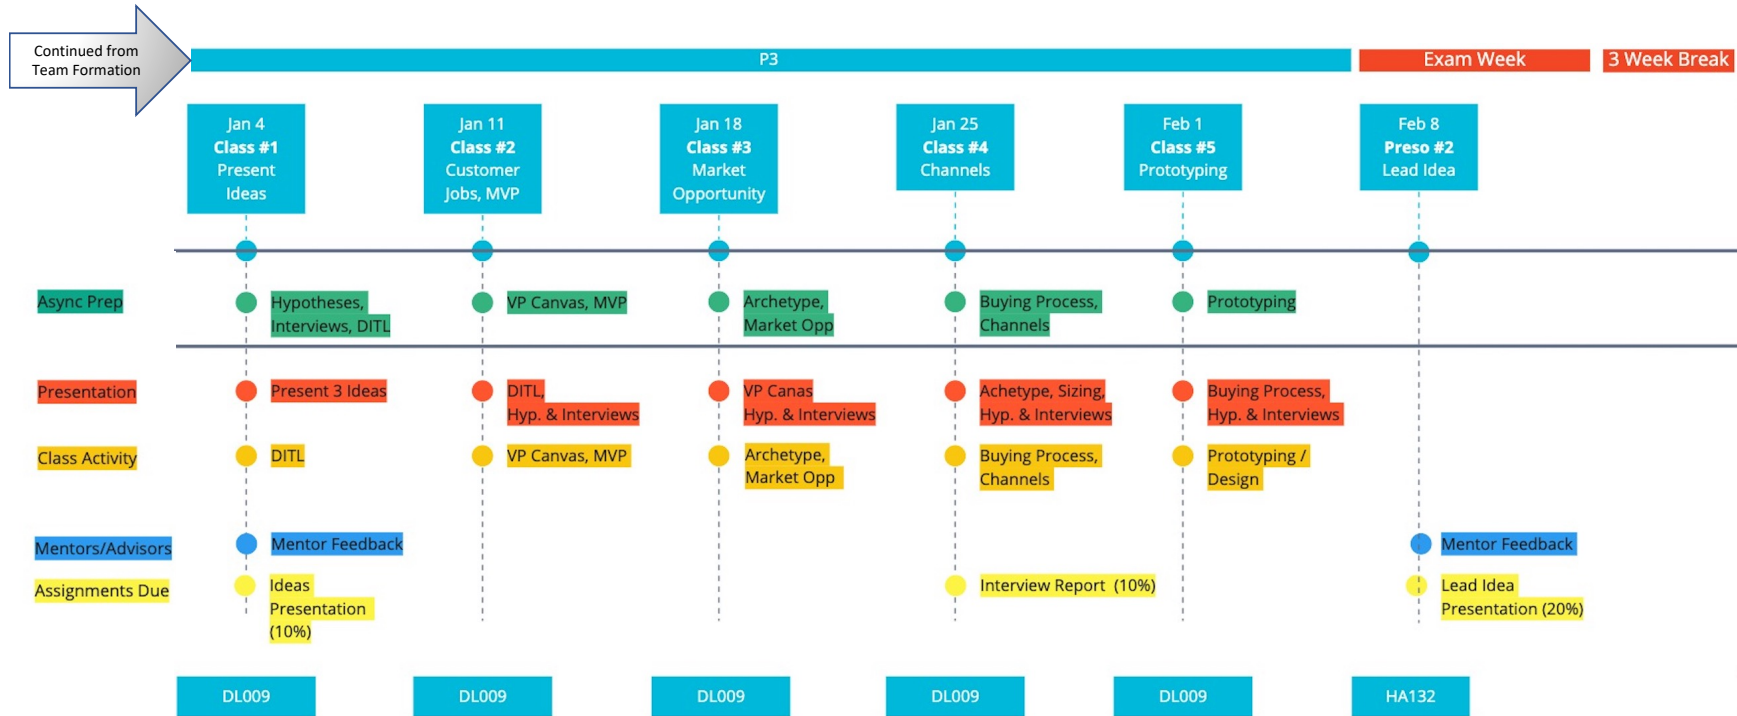 Continued from
Team Formation
P3
Exam Week
3 Week Break
Jan 4
Class #1
Present
Ideas
Jan 11
Class #2
Customer
Jobs, MVP
Jan 18
Class #3
Market
Opportunity
Jan 25
Class #4
Channels
Feb 1
Class #5
Prototyping
Feb 8
Preso #2
Lead Idea
Async Prep
Hypotheses,
Interviews, DITL
VP Canvas, MVP
Archetype,
Market Opp
Buying Process,
Channels
Prototyping
Presentation
Present 3 Ideas
DITL,
Hyp. & Interviews
VP Canas
Hyp. & Interviews
Achetype, Sizing,
Hyp. & Interviews
Buying Process,
Hyp. & Interviews
Class Activity
DITL
VP Canvas, MVP
Archetype,
Market Opp
Buying Process,
Channels
Prototyping /
Design
Mentors/Advisors
Mentor Feedback
Mentor Feedback
Assignments Due
Ideas
Presentation
(10%)
Interview Report (10%)
Lead Idea
Presentation (20%)
DL009
DL009
DL009
DL009
DL009
HA132